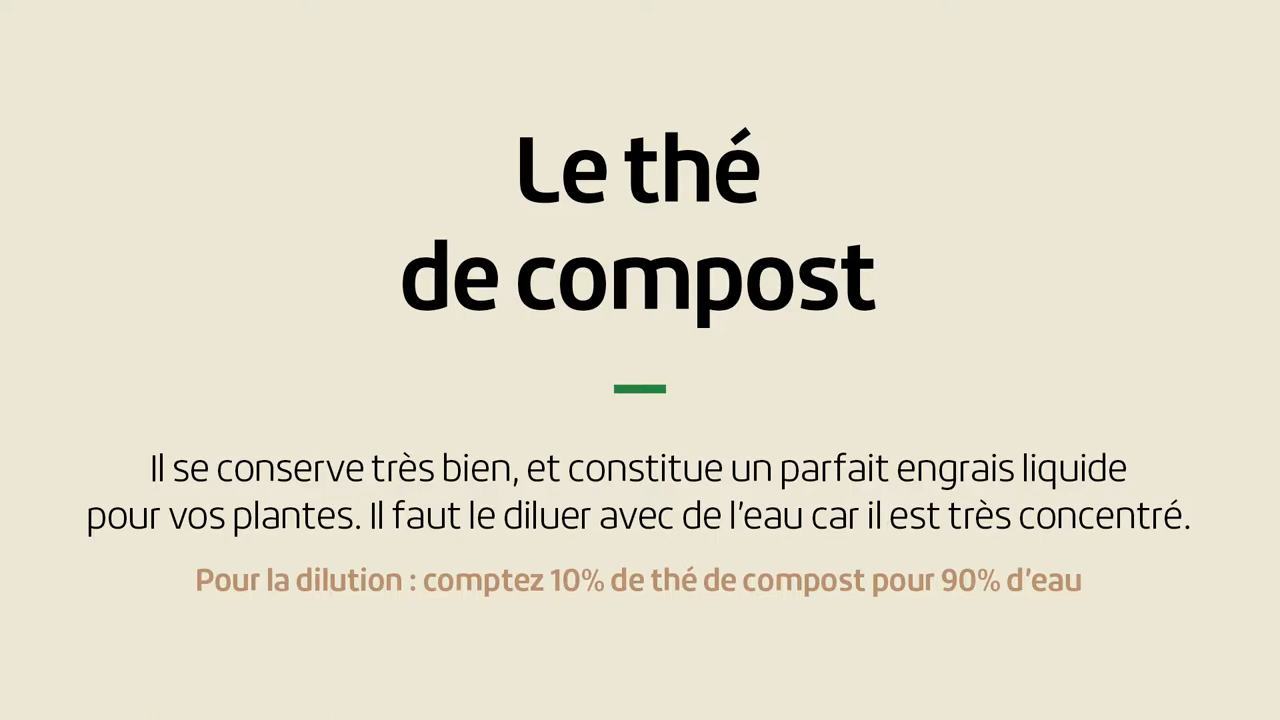 Le thé
de compost
Il se conserve très bien, et constitue un parfait engrais liquide
pour vos plantes. Il faut le diluer avec de l’eau car il est très concentré.
Pour la dilution : comptez 10% de thé de compost pour 90% d’eau